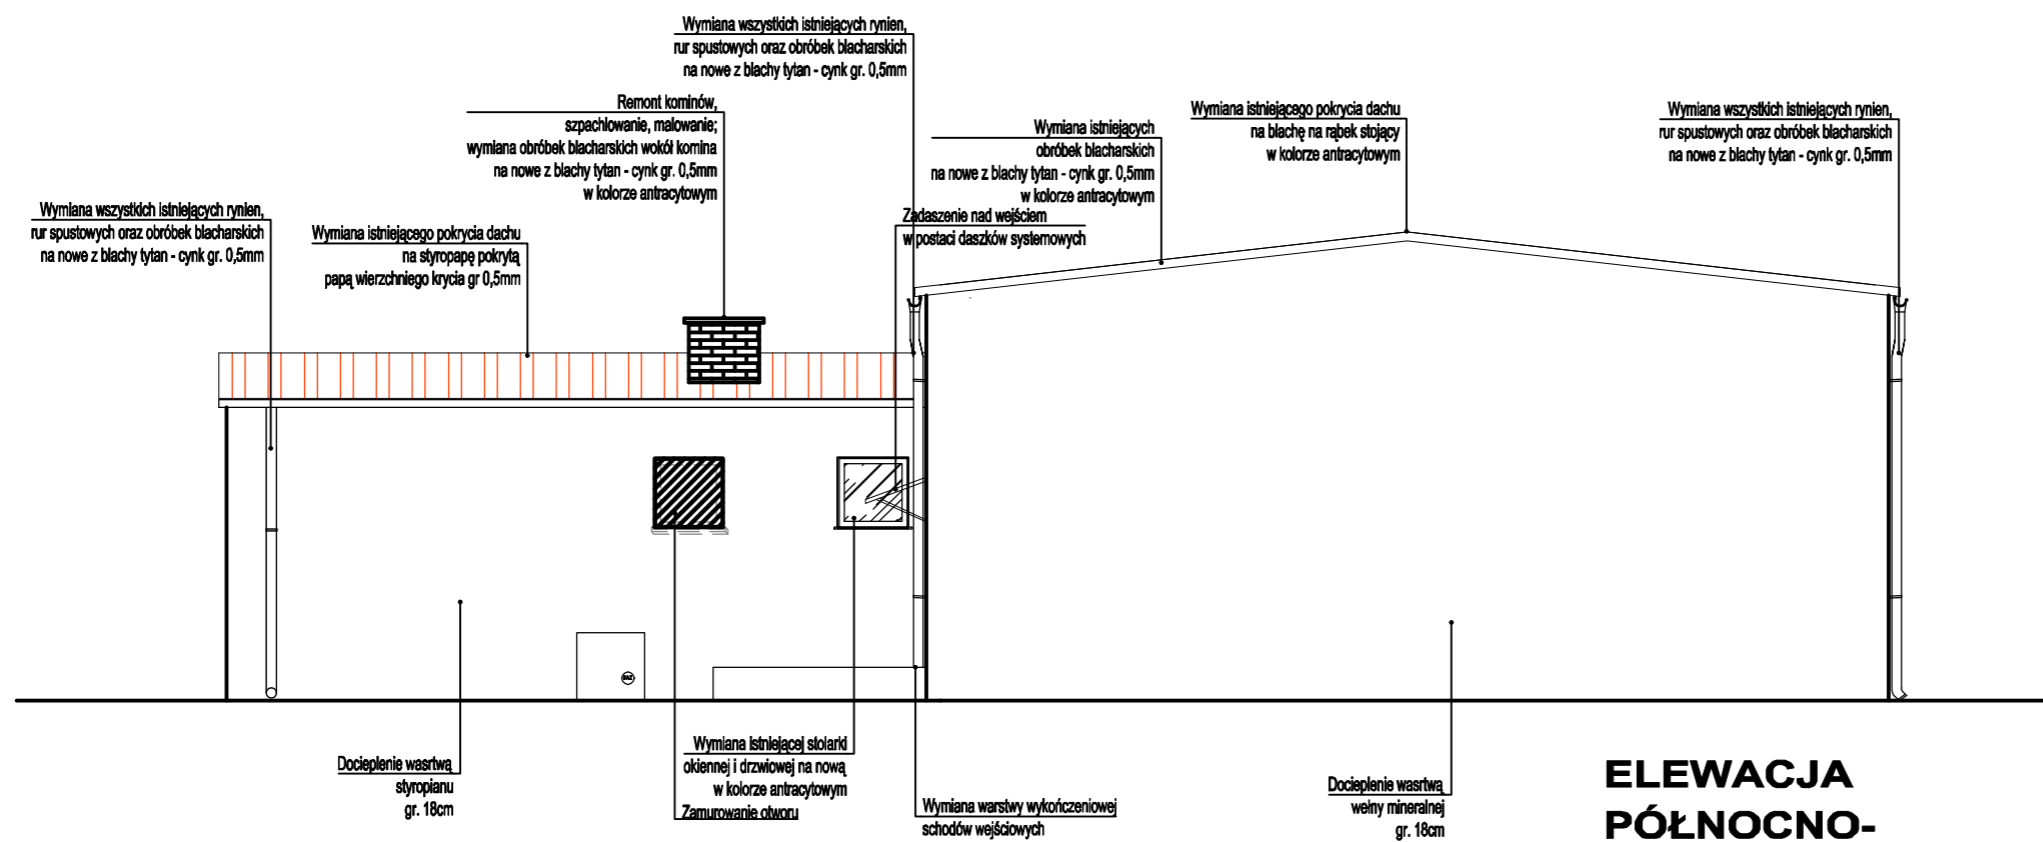 Wymiana wszystkich istniejących rynien,
rur spustowych oraz obróbek blacharskich
na nowe z blachy tytan - cynk gr. 0,5mm
Remont kominów,
szpachlowanie, malowanie;
wymiana obróbek blacharskich wokół komina
na nowe z blachy tytan - cynk gr. 0,5mm
w kolorze antracytowym
Wymiana istniejących
obróbek blacharskich
na nowe z blachy tytan - cynk gr. 0,5mm
w kolorze antracytowym
Wymiana istniejącego pokrycia dachu
na blachę na rąbek stojący
w kolorze antracytowym
Wymiana wszystkich istniejących rynien,
rur spustowych oraz obróbek blacharskich
na nowe z blachy tytan - cynk gr. 0,5mm
Wymiana wszystkich istniejących rynien,
rur spustowych oraz obróbek blacharskich
na nowe z blachy tytan - cynk gr. 0,5mm
Wymiana istniejącego pokrycia dachu
na styropapę pokrytą
papą wierzchniego krycia gr 0,5mm
Zadaszenie nad wejściem
w postaci daszków systemowych
GAZ
Docieplenie wasrtwą
styropianu
gr. 18cm
Wymiana istniejącej stolarki
okiennej i drzwiowej na nową
w kolorze antracytowym
Zamurowanie otworu
Wymiana warstwy wykończeniowej
schodów wejściowych
Docieplenie wasrtwą
wełny mineralnej
gr. 18cm
ELEWACJA
PÓŁNOCNO-